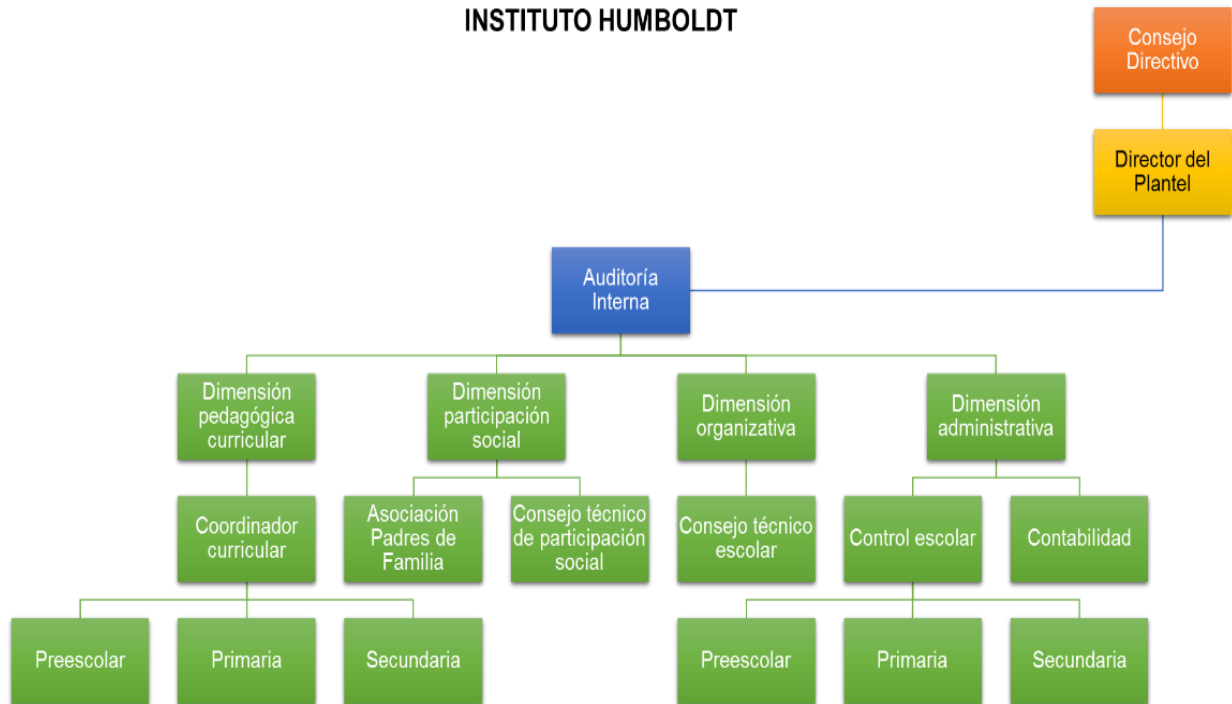 INSTITUTO HUMBOLDT
Consejo
Directivo
Director del
Plantel
Auditoría
Interna
Dimensión
pedagógica
curricular
Dimensión
participación
social
Dimensión
organizativa
Dimensión
administrativa
Coordinador
curricular
Asociación
Padres de
Familia
Consejo técnico
de participación
social
Consejo técnico
escolar
Control escolar
Contabilidad
Preescolar
Primaria
Secundaria
Preescolar
Primaria
Secundaria